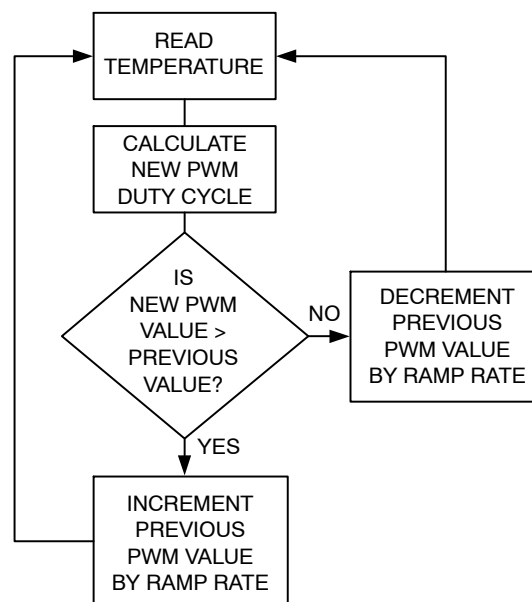 READ
TEMPERATURE
CALCULATE
NEW PWM
DUTY CYCLE
IS
NEW PWM
VALUE >
PREVIOUS
VALUE?
NO
DECREMENT
PREVIOUS
PWM VALUE
BY RAMP RATE
YES
INCREMENT
PREVIOUS
PWM VALUE
BY RAMP RATE